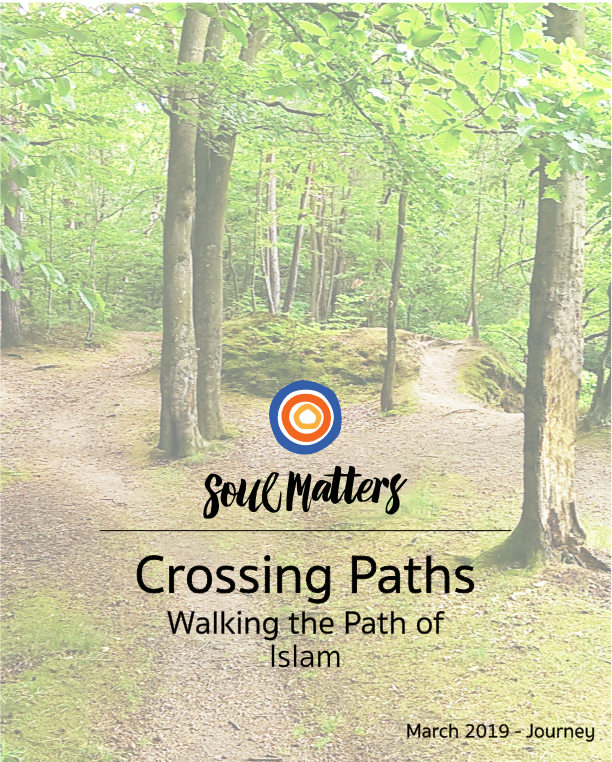 Soul Matters
Crossing Paths
Walking the Path of
Islam
March 2019 - Journey